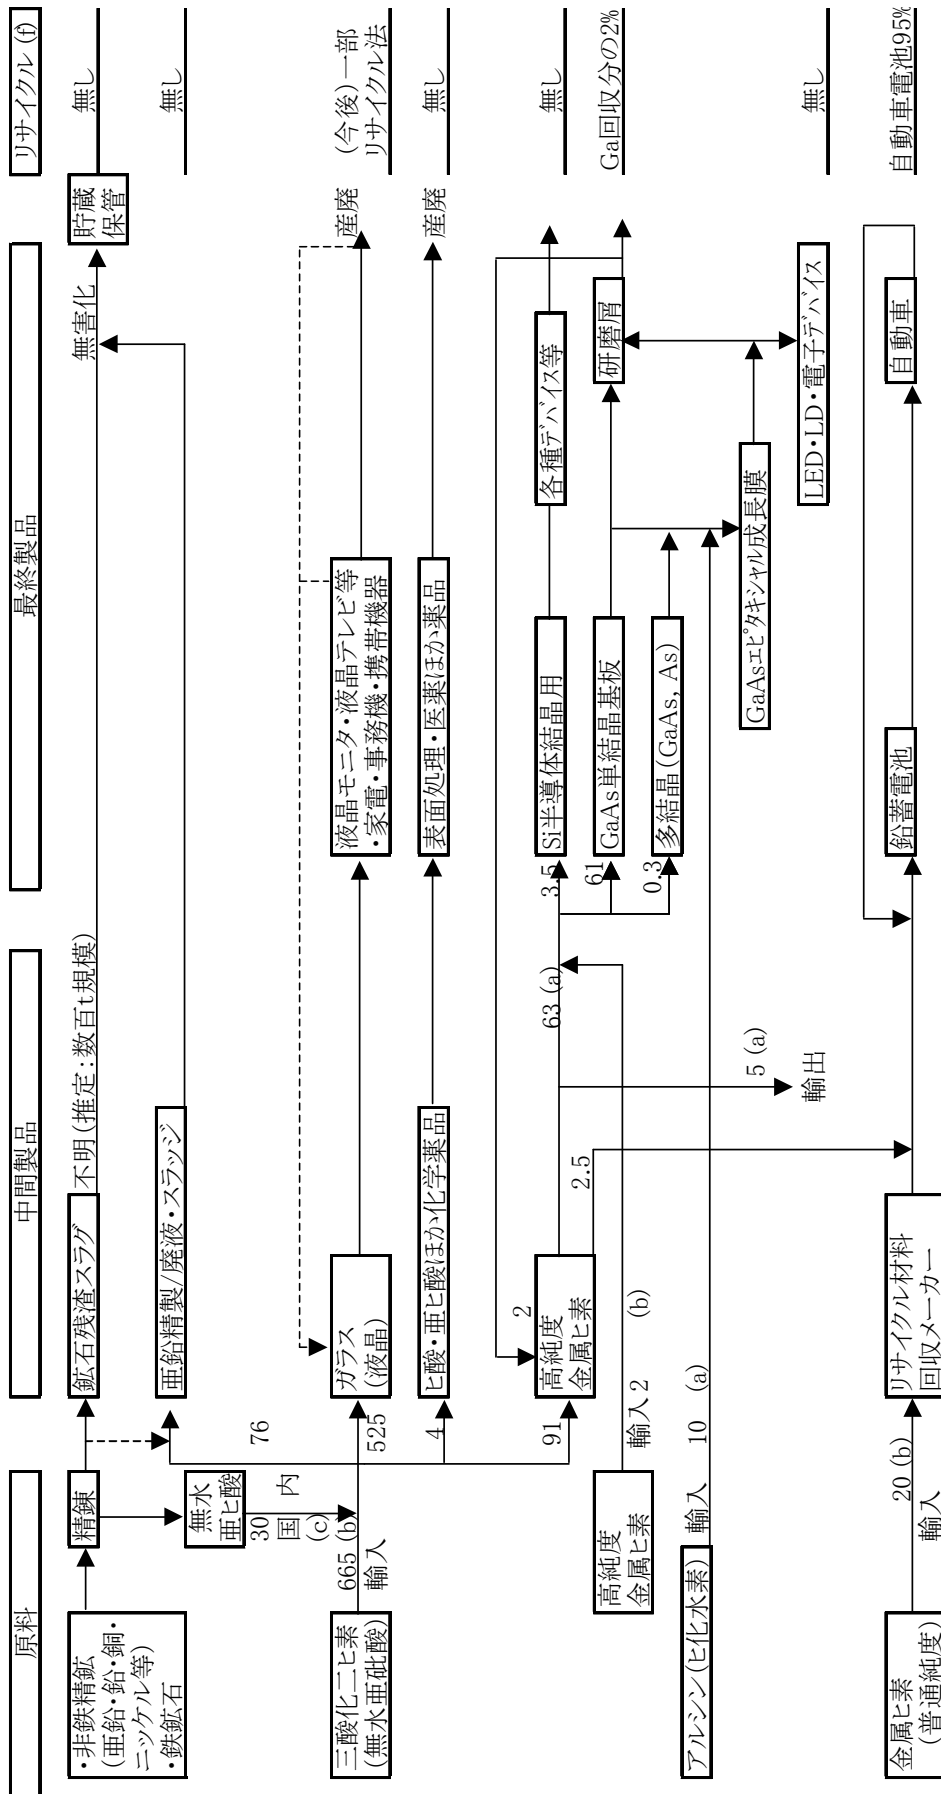 原料
中間製品
最終製品
リサイクル (f)
・非鉄精鉱
(亜鉛・鉛・銅・
ニッケル等)
・鉄鉱石
精錬
鉱石残渣スラグ
不明 (推定：数百t規模)
無害化
貯蔵
保管
無し
亜鉛精製/廃液・スラッジ
無し
無水
亜ヒ酸
30
国 内
(c)
76
三酸化二ヒ素
(無水亜砒酸)
665 (b)
輸入
525
ガラス
(液晶)
液晶モニタ・液晶テレビ等
・家電・事務機・携帯機器
産廃
(今後) 一部
リサイクル法
4
ヒ酸・亜ヒ酸ほか化学薬品
表面処理・医薬ほか薬品
産廃
無し
91
高純度
金属ヒ素
2
2.5
63 (a)
3.5
Si半導体結晶用
各種デバイス等
無し
61
GaAs単結晶基板
研磨屑
Ga回収分の2%
0.3
多結晶 (GaAs, As)
高純度
金属ヒ素
輸入 2
(b)
5 (a)
輸出
アルシン(ヒ化水素)
輸入
10
(a)
GaAsエピタキシャル成長膜
LED・LD・電子デバイス
無し
金属ヒ素
(普通純度)
20 (b)
輸入
リサイクル材料
回収メーカー
鉛蓄電池
自動車
自動車電池95%